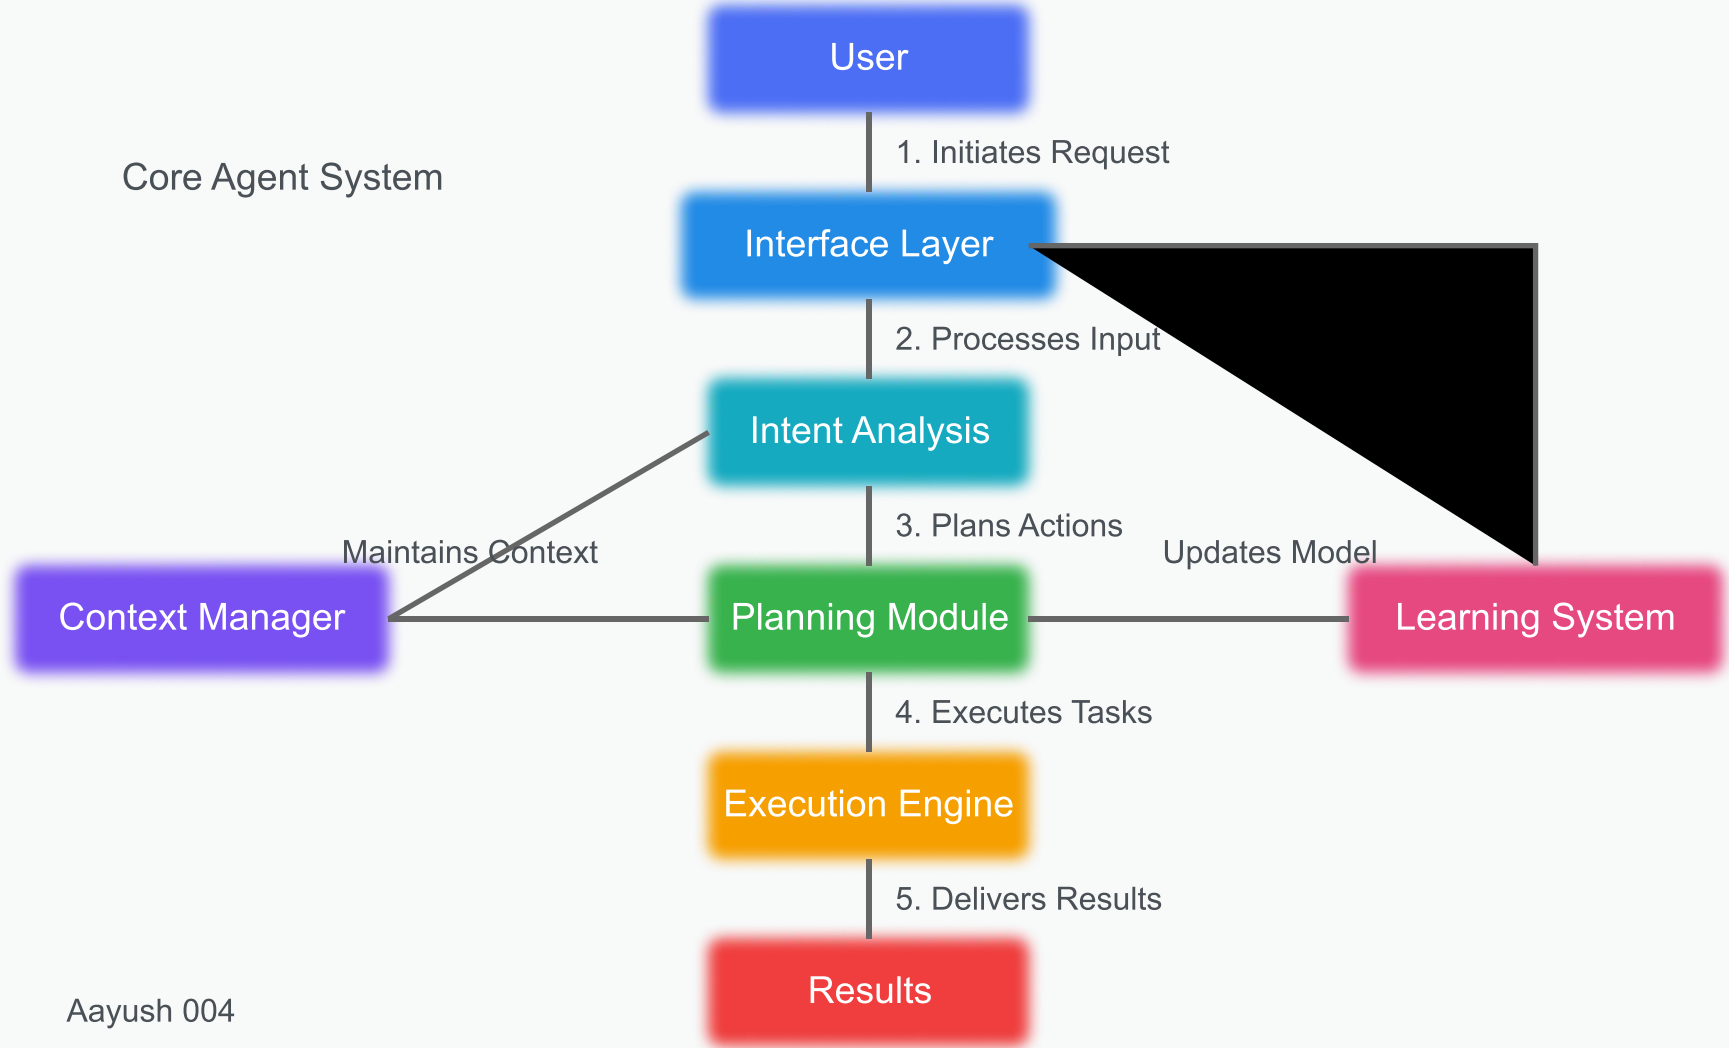 User
1. Initiates Request
Core Agent System
Interface Layer
2. Processes Input
Intent Analysis
3. Plans Actions
Maintains Context
Updates Model
Context Manager
Planning Module
Learning System
4. Executes Tasks
Execution Engine
5. Delivers Results
Results
Aayush 004